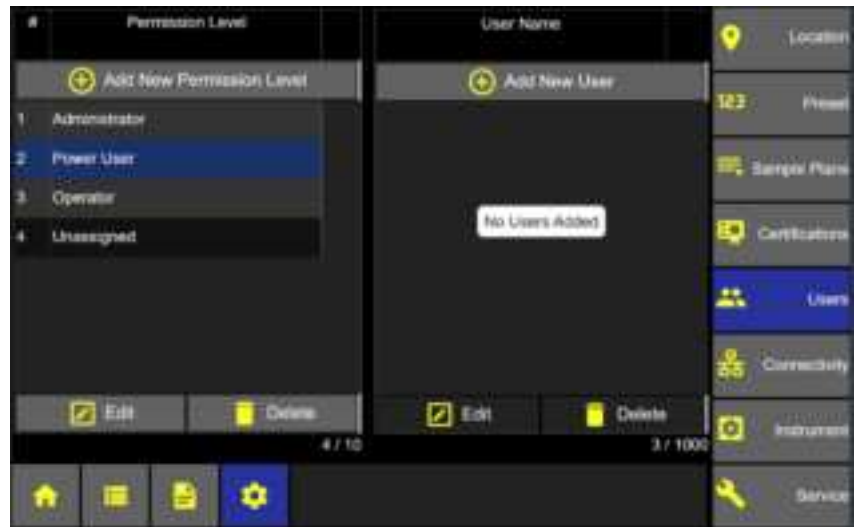 # Permission Level
Add New Permission Level
1 Administrator
2 Power User
3 Operator
4 Unassigned
Edit Delete
4 / 10
User Name
Add New User
No Users Added
Edit Delete
3 / 1000
Location
123 Preset
Sample Plans
Certifications
Users
Connectivity
Instrument
Service